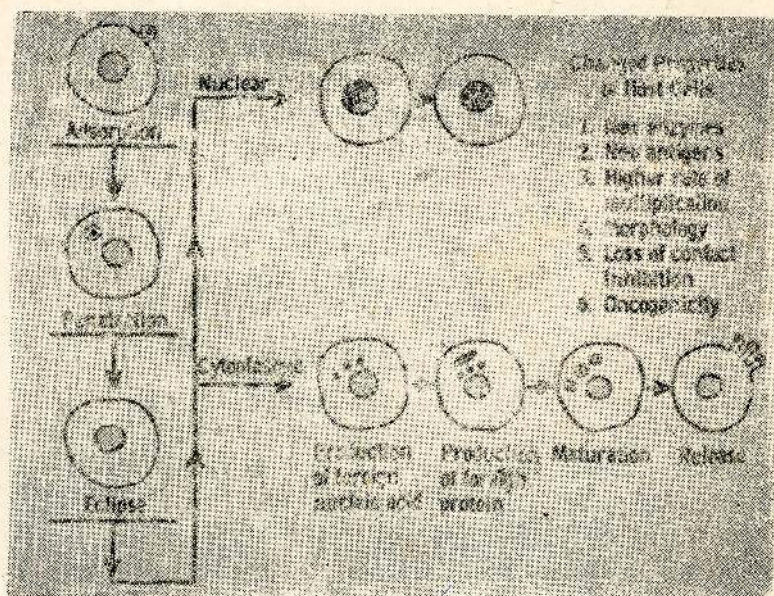 Adsorption
Penetration
Eclipse
Nuclear
Cytoplasmic
Changed Properties
of Host Cells
1. New enzymes
2. New antigens
3. Higher rate of
multiplication
4. Morphology
5. Loss of contact
Inhibition
6. Oncogenicity
Production
of foreign
nucleic acid
Production
of foreign
protein
Maturation
Release